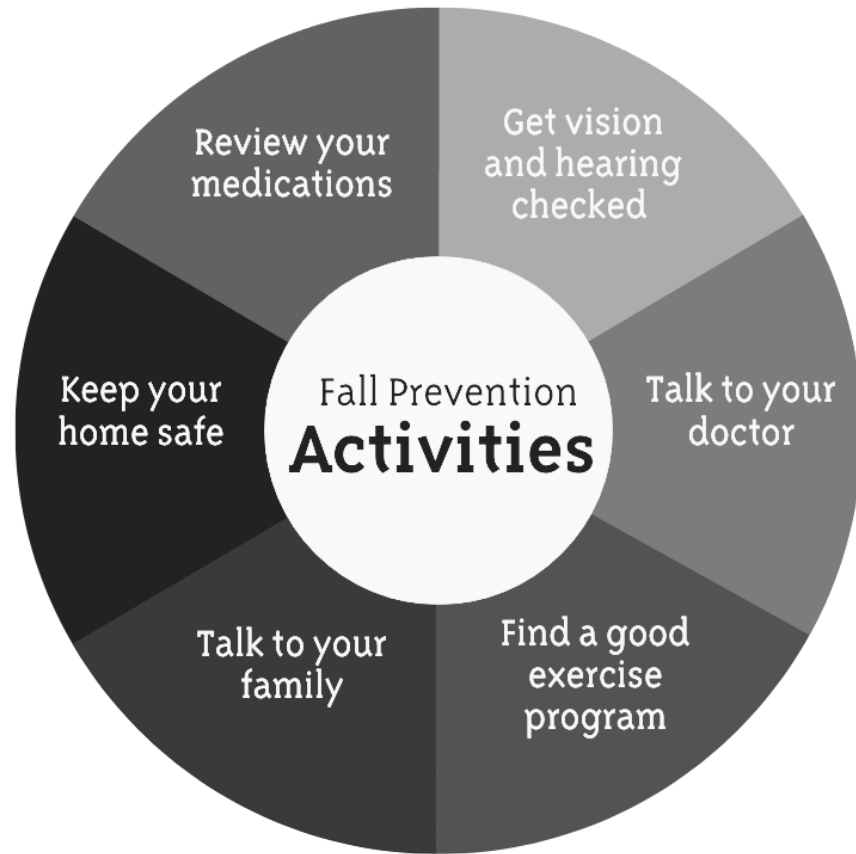 Fall Prevention
Activities
Get vision
and hearing
checked
Talk to your
doctor
Find a good
exercise
program
Talk to your
family
Keep your
home safe
Review your
medications